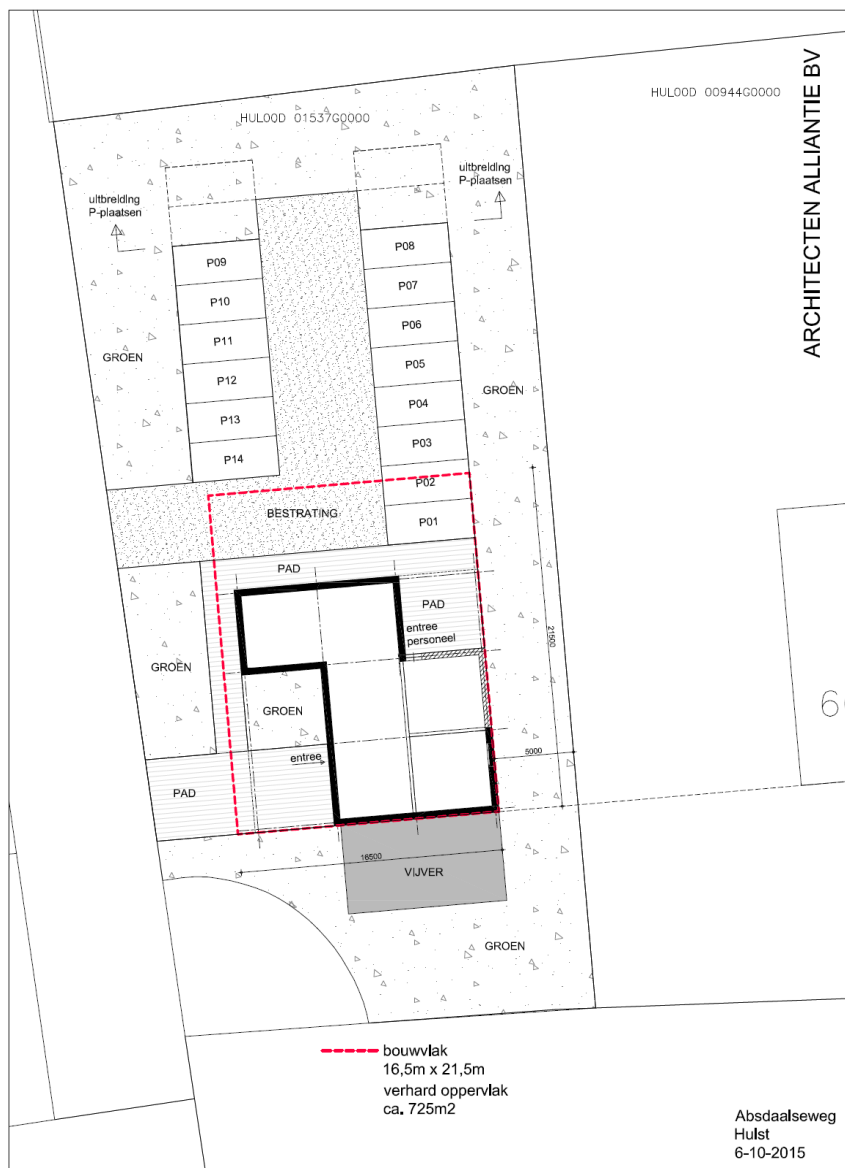 ARCHITECTEN ALLIANTIE BV
HULOOD 01537G0000
HULOOD 00944G0000
uitbreiding
P-plaatsen
uitbreiding
P-plaatsen
P09
P10
P11
P12
P13
P14
P08
P07
P06
P05
P04
P03
P02
P01
GROEN
GROEN
BESTRATING
PAD
PAD
entree
personeel
21500
GROEN
GROEN
entree
5000
PAD
16500
VIJVER
GROEN
bouwvlak
16,5m x 21,5m
verhard oppervlak
ca. 725m2
Absdaalseweg
Hulst
6-10-2015